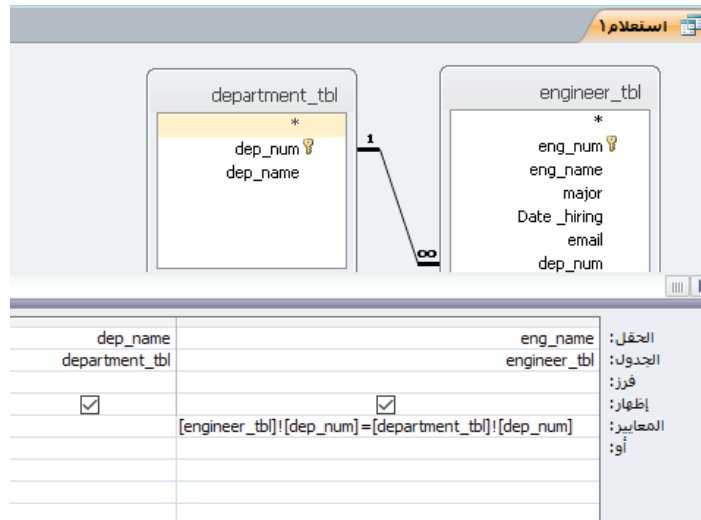 استعلام١
engineer_tbl
*
eng_num
eng_name
major
Date _hiring
email
dep_num
department_tbl
*
dep_num
dep_name
1
∞
الحقل: eng_name dep_name
الجدول: engineer_tbl department_tbl
فرز:
إظهار:
المعايير: [engineer_tbl]![dep_num]=[department_tbl]![dep_num]
أو: